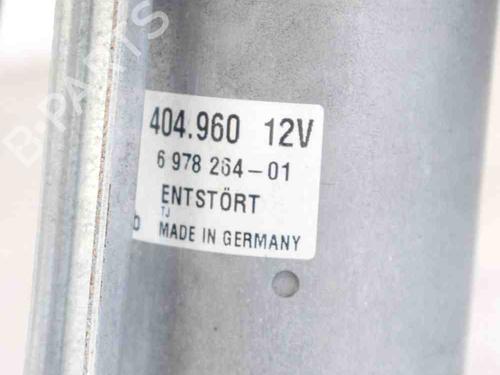 B-PARTS
404.960 12V
6 978 264-01
ENTSTÖRT
TJ
MADE IN GERMANY